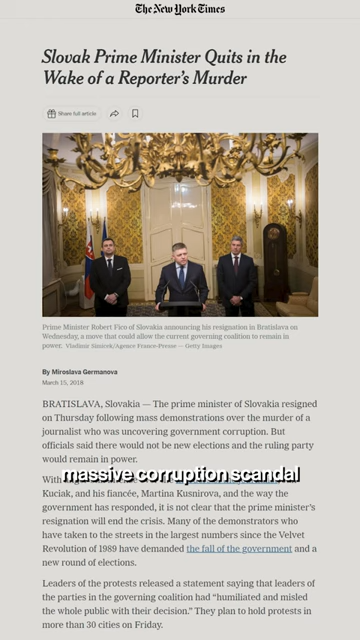 The New York Times
Slovak Prime Minister Quits in the
Wake of a Reporter's Murder
Share full article
Prime Minister Robert Fico of Slovakia announcing his resignation in Bratislava on
Wednesday, a move that could allow the current governing coalition to remain in
power. Vladimir Simicek/Agence France-Presse — Getty Images
By Miroslava Germanova
March 15, 2018
BRATISLAVA, Slovakia — The prime minister of Slovakia resigned
on Thursday following mass demonstrations over the murder of a
journalist who was uncovering government corruption. But
officials said there would not be new elections and the ruling party
would remain in power.
massive corruption scandal
With
Kuciak, and his fiancée, Martina Kusnirova, and the way the
government has responded, it is not clear that the prime minister's
resignation will end the crisis. Many of the demonstrators who
have taken to the streets in the largest numbers since the Velvet
Revolution of 1989 have demanded the fall of the government and a
new round of elections.
Leaders of the protests released a statement saying that leaders of
the parties in the governing coalition had “humiliated and misled
the whole public with their decision.” They plan to hold protests in
more than 30 cities on Friday.